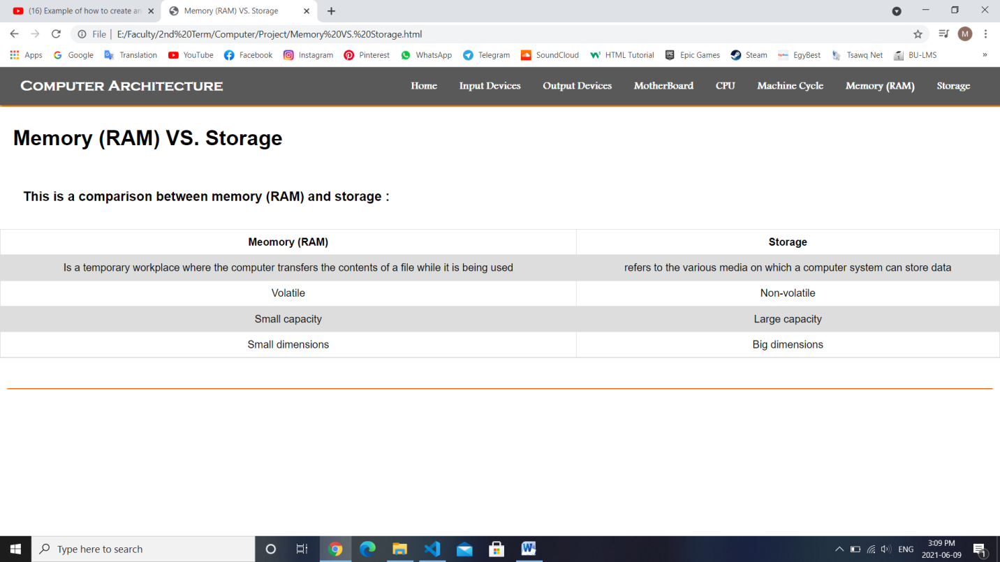 (16) Example of how to create an
Memory (RAM) VS. Storage
File | E:/Faculty/2nd%20Term/Computer/Project/Memory%20VS.%20Storage.html
M
Apps Google Translation YouTube Facebook Instagram Pinterest WhatsApp Telegram SoundCloud HTML Tutorial Epic Games Steam EgyBest Tsawq Net BU-LMS »
Computer Architecture
Home Input Devices Output Devices MotherBoard CPU Machine Cycle Memory (RAM) Storage
Memory (RAM) VS. Storage
This is a comparison between memory (RAM) and storage :
Meomory (RAM) Storage
Is a temporary workplace where the computer transfers the contents of a file while it is being used refers to the various media on which a computer system can store data
Volatile Non-volatile
Small capacity Large capacity
Small dimensions Big dimensions
Type here to search
ENG
3:09 PM
2021-06-09
1